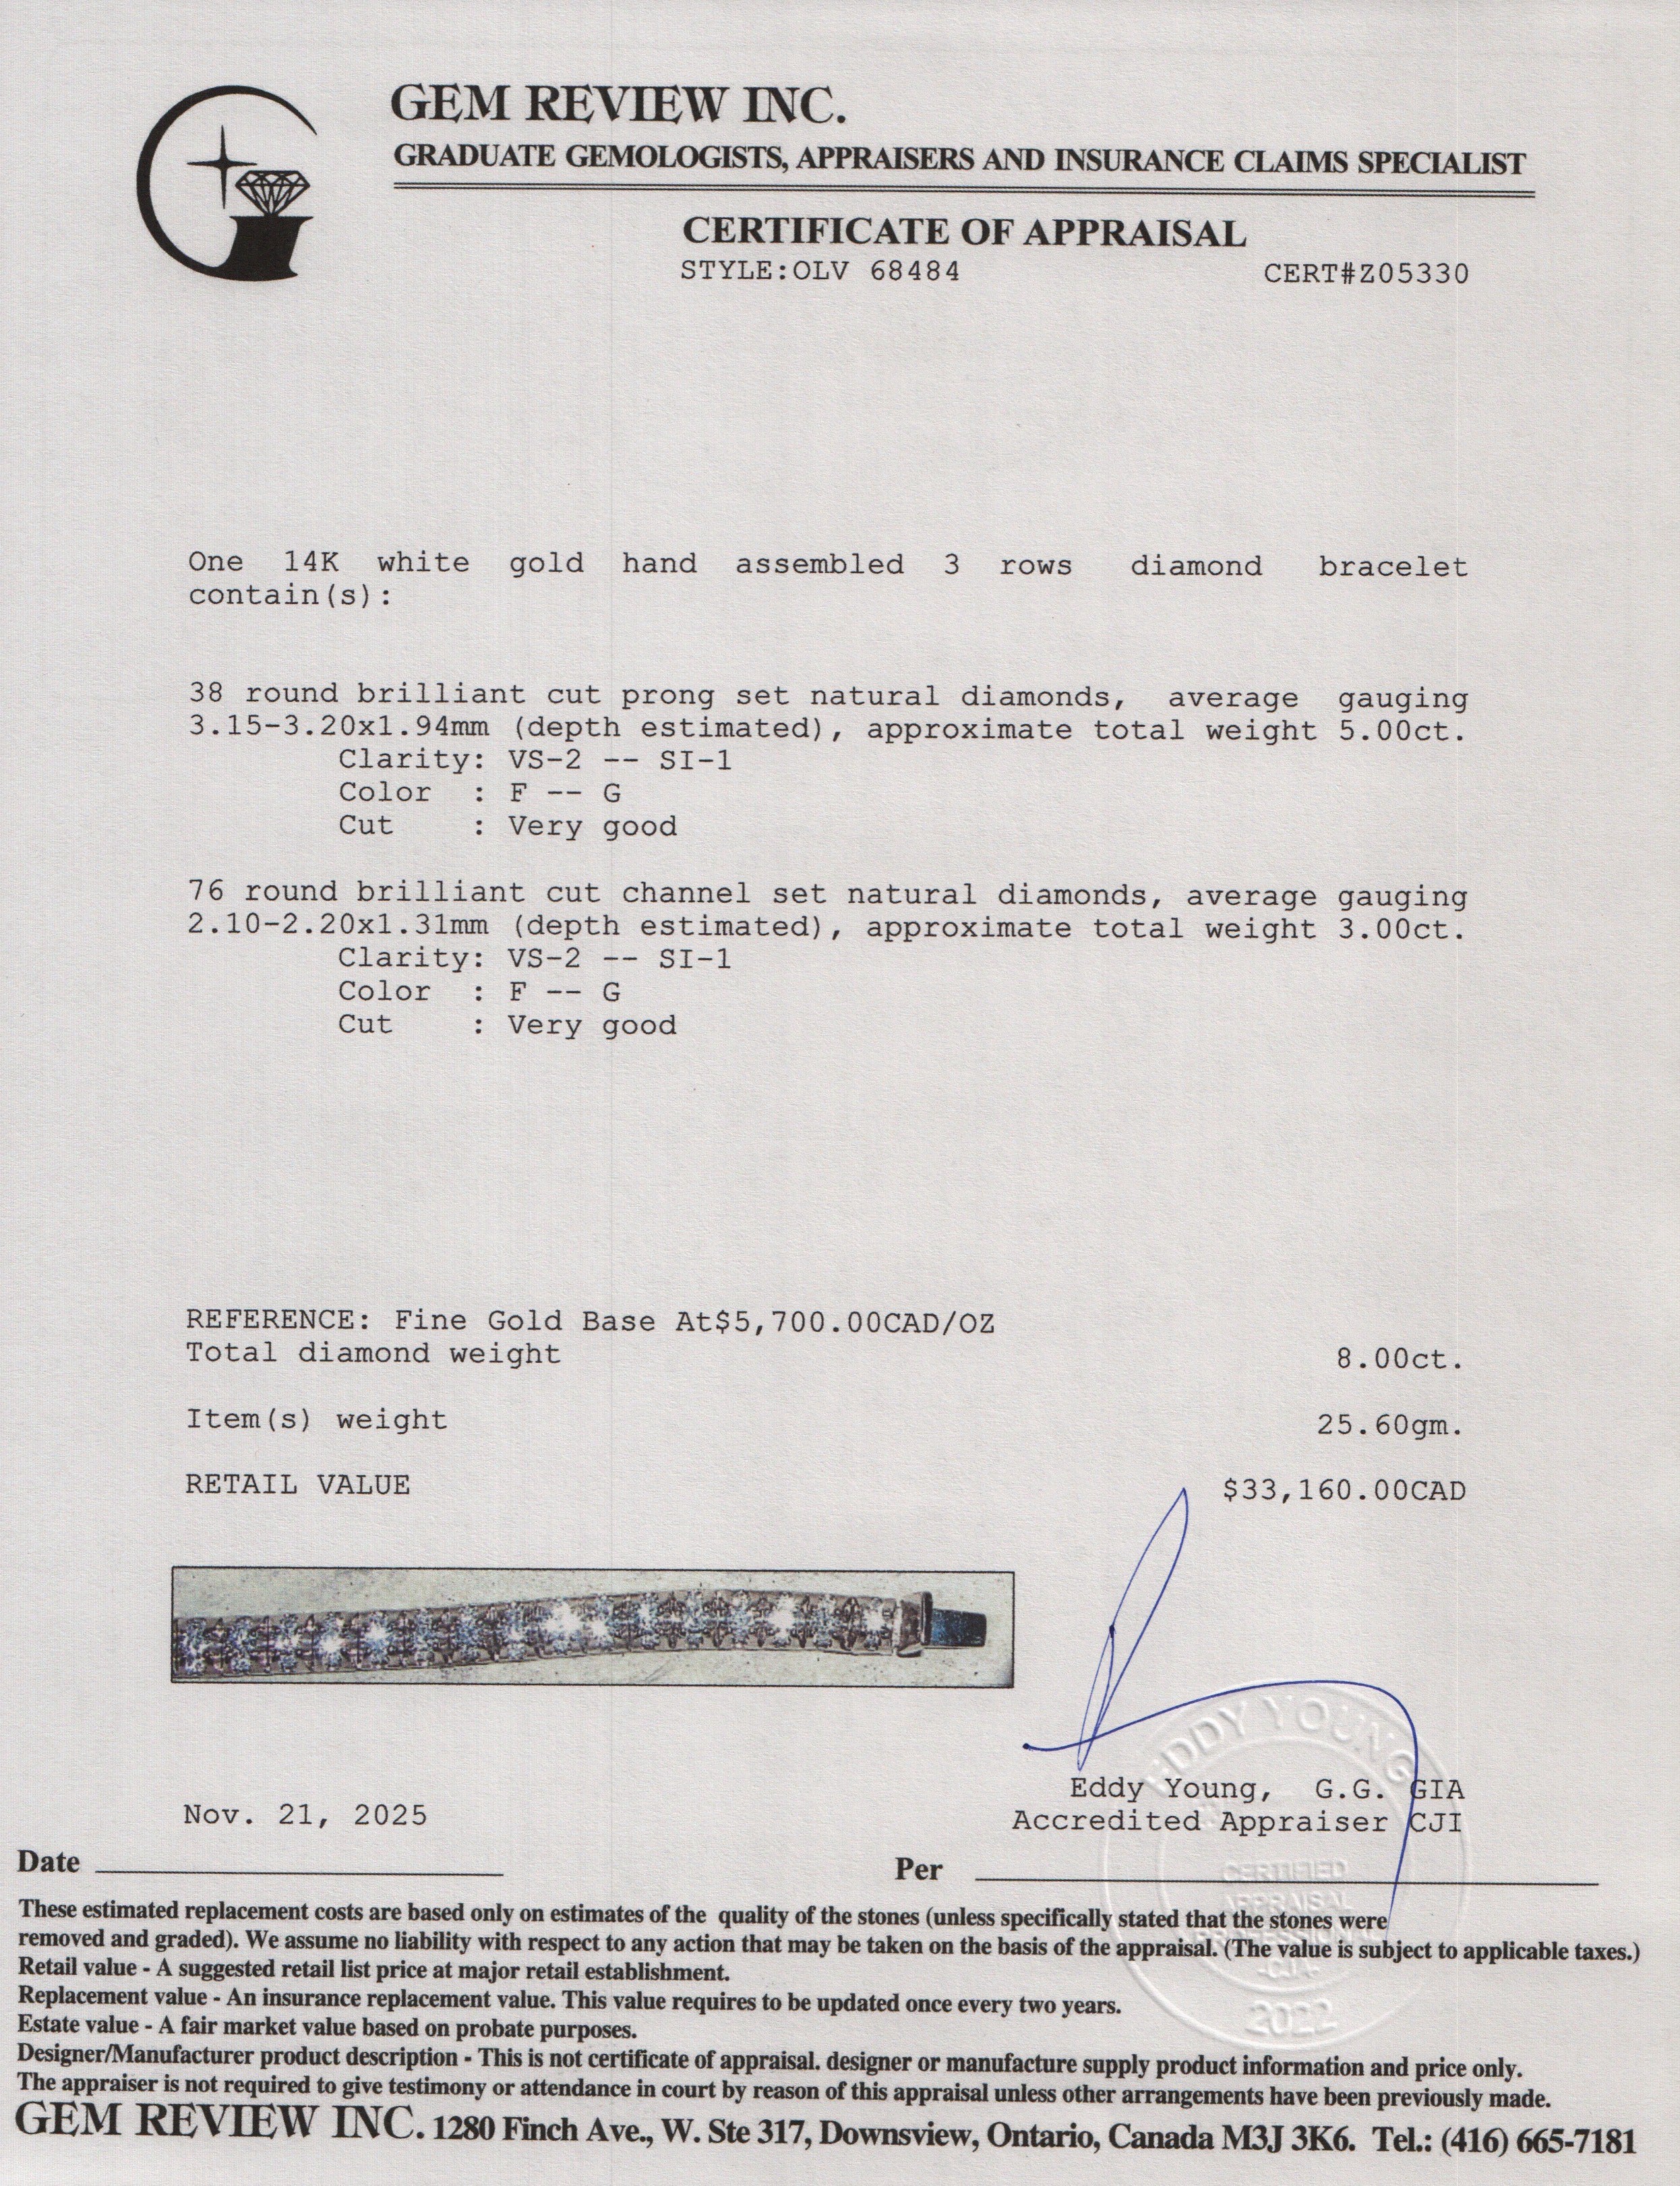 GEM REVIEW INC.
GRADUATE GEMOLOGISTS, APPRAISERS AND INSURANCE CLAIMS SPECIALIST
CERTIFICATE OF APPRAISAL
STYLE:OLV 68484 CERT#Z05330
One 14K white gold hand assembled 3 rows diamond bracelet
contain(s):
38 round brilliant cut prong set natural diamonds, average gauging
3.15-3.20x1.94mm (depth estimated), approximate total weight 5.00ct.
Clarity: VS-2 -- SI-1
Color : F -- G
Cut : Very good
76 round brilliant cut channel set natural diamonds, average gauging
2.10-2.20x1.31mm (depth estimated), approximate total weight 3.00ct.
Clarity: VS-2 -- SI-1
Color : F -- G
Cut : Very good
REFERENCE: Fine Gold Base At$5,700.00CAD/OZ
Total diamond weight 8.00ct.
Item(s) weight 25.60gm.
RETAIL VALUE $33,160.00CAD
EDDY YOUNG
Eddy Young, G.G. GIA
Nov. 21, 2025 Accredited Appraiser CJI
Date Per
CERTIFIED
APPRAISAL
PROFESSIONAL
2022
These estimated replacement costs are based only on estimates of the quality of the stones (unless specifically stated that the stones were
removed and graded). We assume no liability with respect to any action that may be taken on the basis of the appraisal. (The value is subject to applicable taxes.)
Retail value - A suggested retail list price at major retail establishment.
Replacement value - An insurance replacement value. This value requires to be updated once every two years.
Estate value - A fair market value based on probate purposes.
Designer/Manufacturer product description - This is not certificate of appraisal. designer or manufacture supply product information and price only.
The appraiser is not required to give testimony or attendance in court by reason of this appraisal unless other arrangements have been previously made.
GEM REVIEW INC. 1280 Finch Ave., W. Ste 317, Downsview, Ontario, Canada M3J 3K6. Tel.: (416) 665-7181